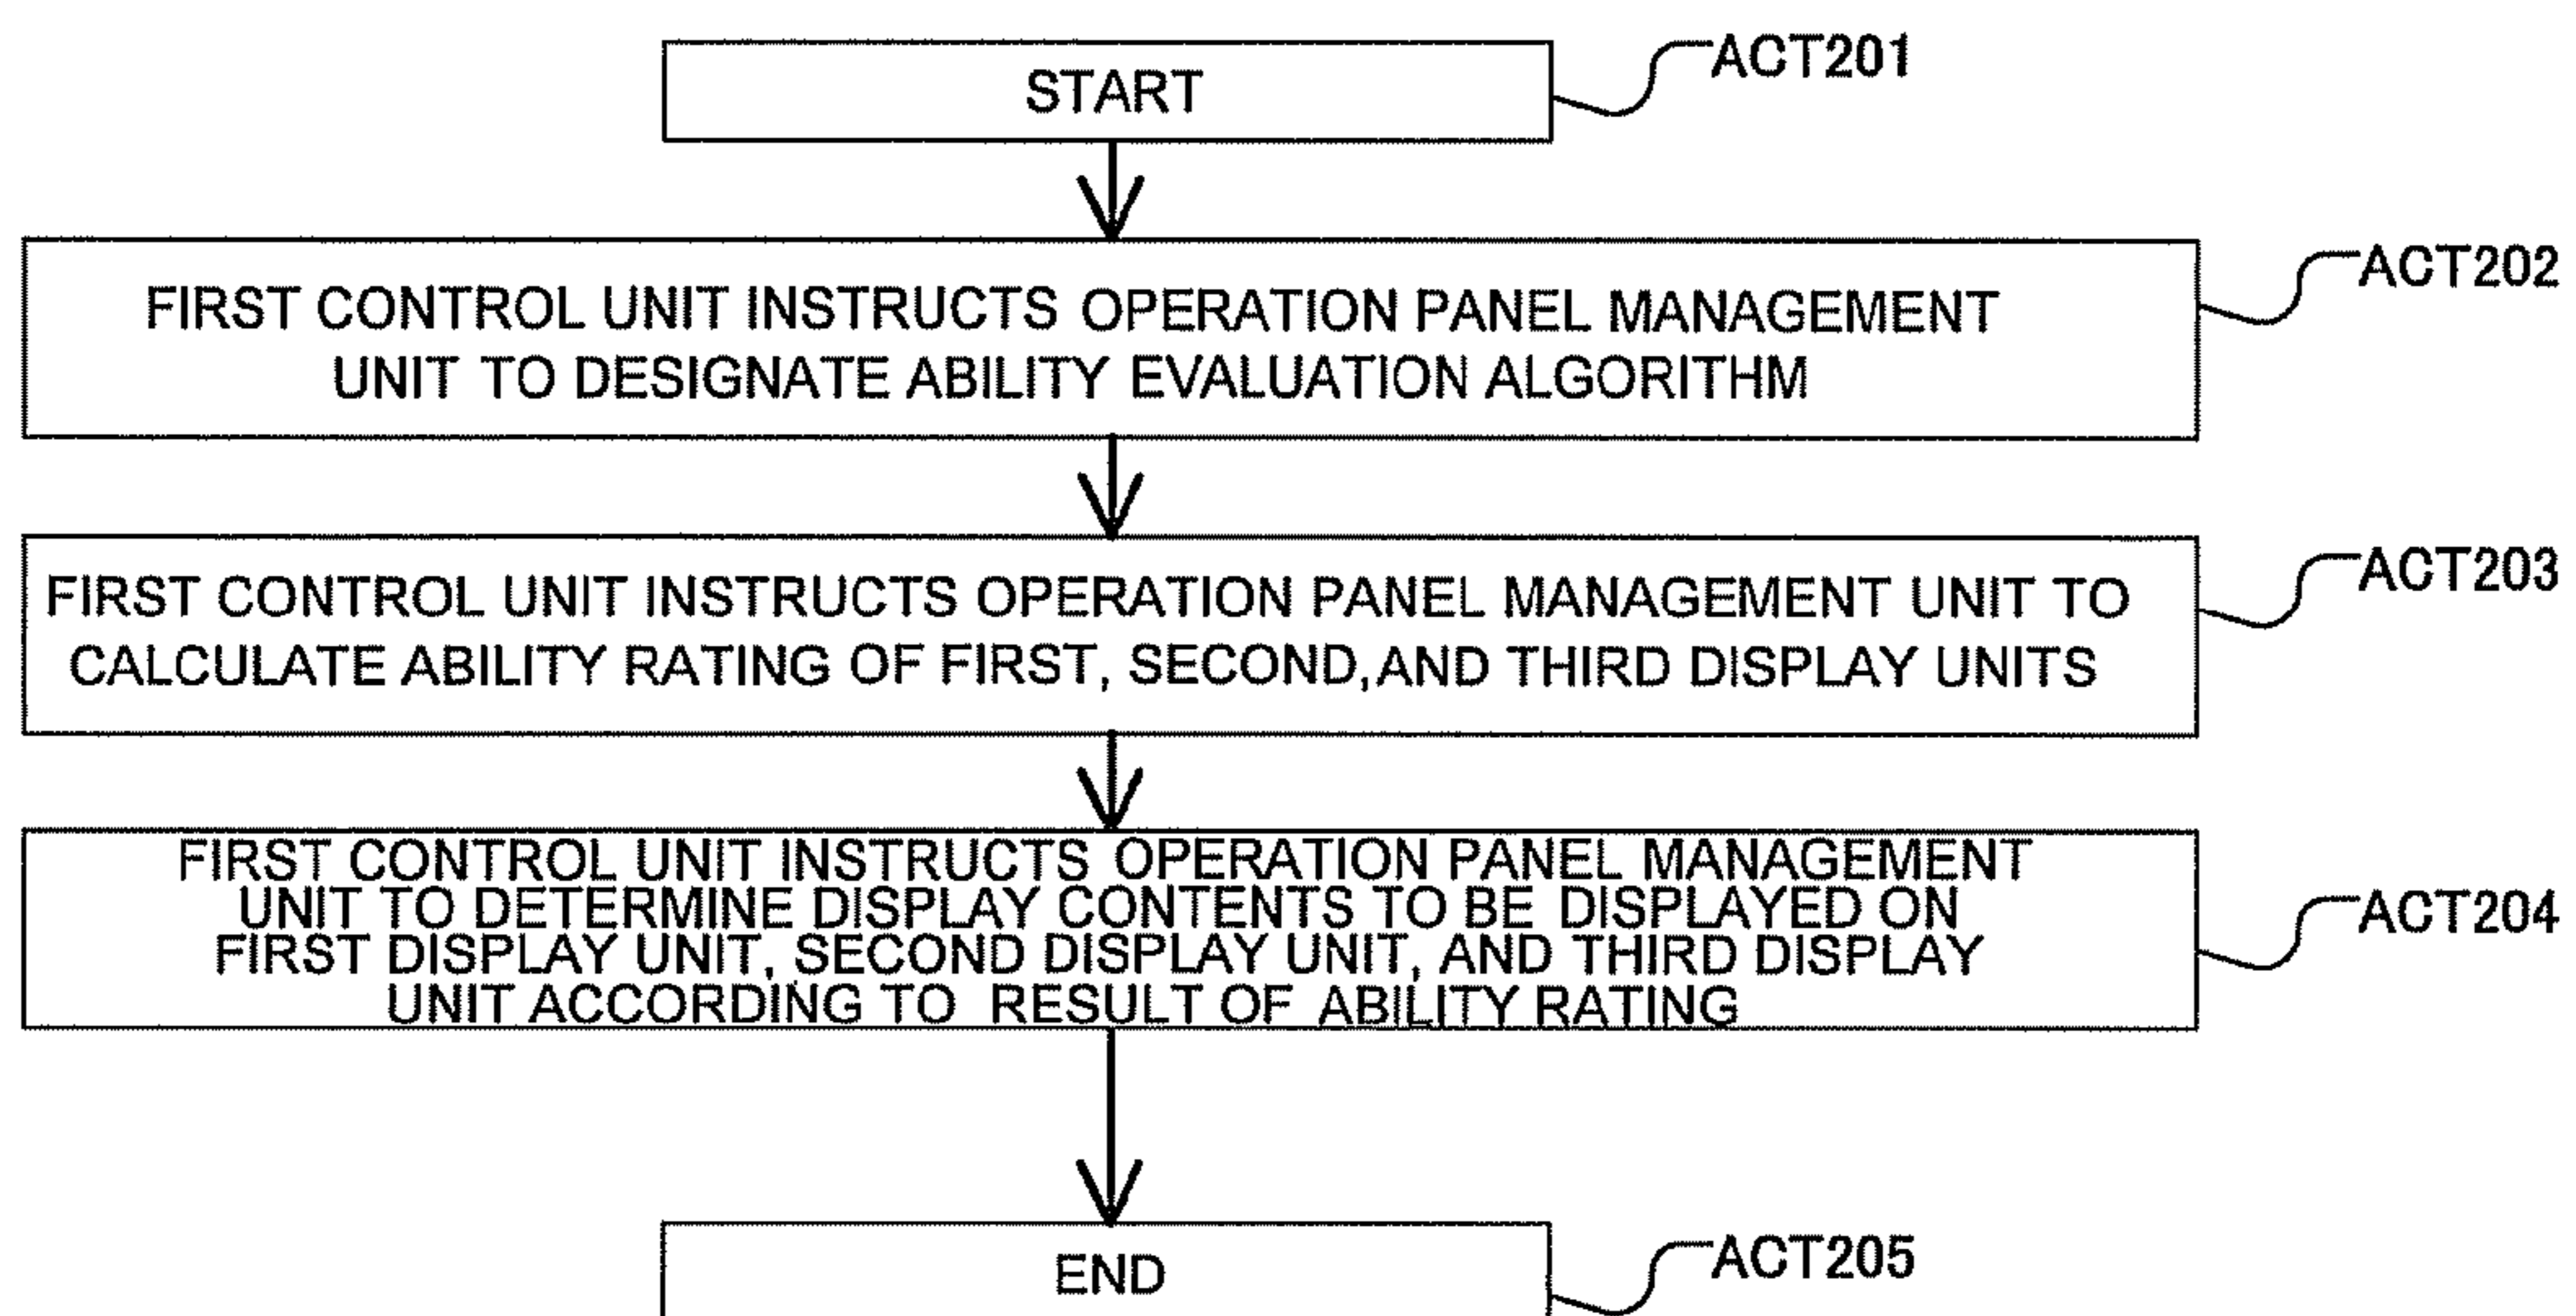 START
ACT201
FIRST CONTROL UNIT INSTRUCTS OPERATION PANEL MANAGEMENT
UNIT TO DESIGNATE ABILITY EVALUATION ALGORITHM
ACT202
FIRST CONTROL UNIT INSTRUCTS OPERATION PANEL MANAGEMENT UNIT TO
CALCULATE ABILITY RATING OF FIRST, SECOND, AND THIRD DISPLAY UNITS
ACT203
FIRST CONTROL UNIT INSTRUCTS OPERATION PANEL MANAGEMENT
UNIT TO DETERMINE DISPLAY CONTENTS TO BE DISPLAYED ON
FIRST DISPLAY UNIT, SECOND DISPLAY UNIT, AND THIRD DISPLAY
UNIT ACCORDING TO RESULT OF ABILITY RATING
ACT204
END
ACT205